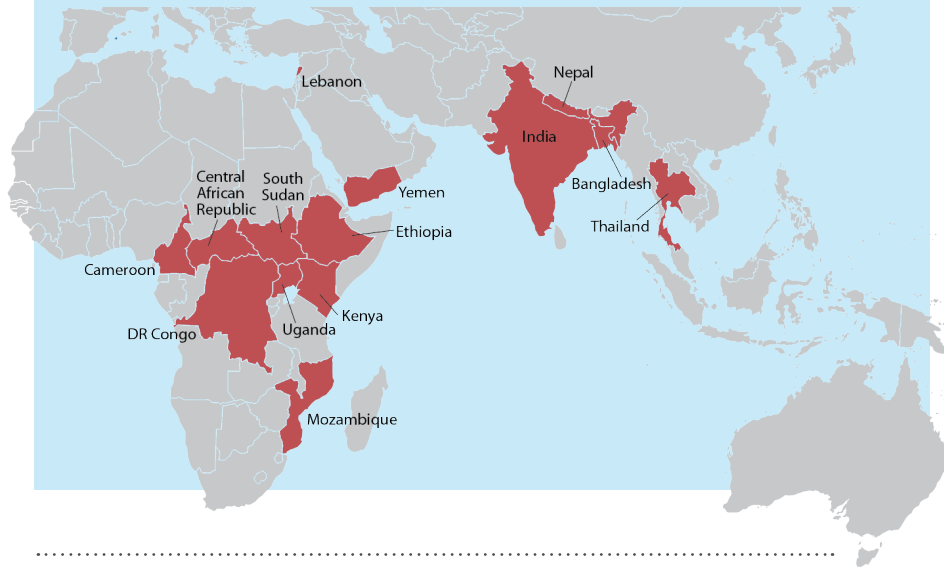 Nepal
Lebanon
India
Central
African
Republic
South
Sudan
Yemen
Bangladesh
Thailand
Ethiopia
Cameroon
Kenya
Uganda
DR Congo
Mozambique